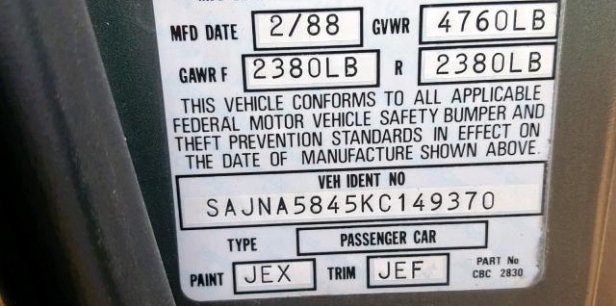 MFD DATE 2/88 GVWR 4760LB
GAWR F 2380LB R 2380LB
THIS VEHICLE CONFORMS TO ALL APPLICABLE
FEDERAL MOTOR VEHICLE SAFETY BUMPER AND
THEFT PREVENTION STANDARDS IN EFFECT ON
THE DATE OF MANUFACTURE SHOWN ABOVE.
VEH IDENT NO
SAJNA5845KC149370
TYPE PASSENGER CAR
PAINT JEX TRIM JEF PART No
CBC 2830